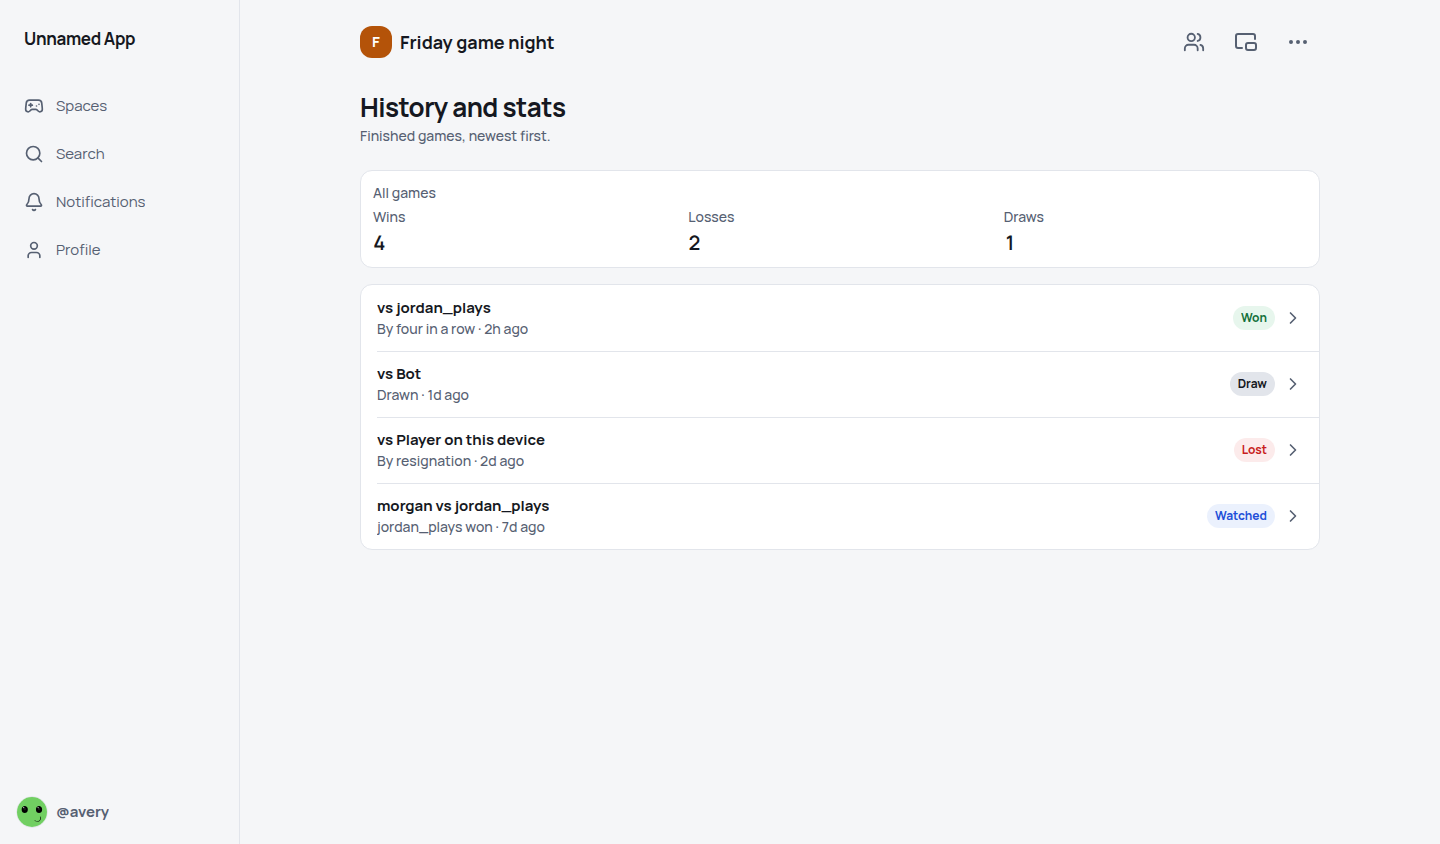 Unnamed App
Spaces
Search
Notifications
Profile
@avery
F
Friday game night
History and stats
Finished games, newest first.
All games
Wins
Losses
Draws
4
2
1
vs jordan_plays
By four in a row · 2h ago
Won
vs Bot
Drawn · 1d ago
Draw
vs Player on this device
By resignation · 2d ago
Lost
morgan vs jordan_plays
jordan_plays won · 7d ago
Watched